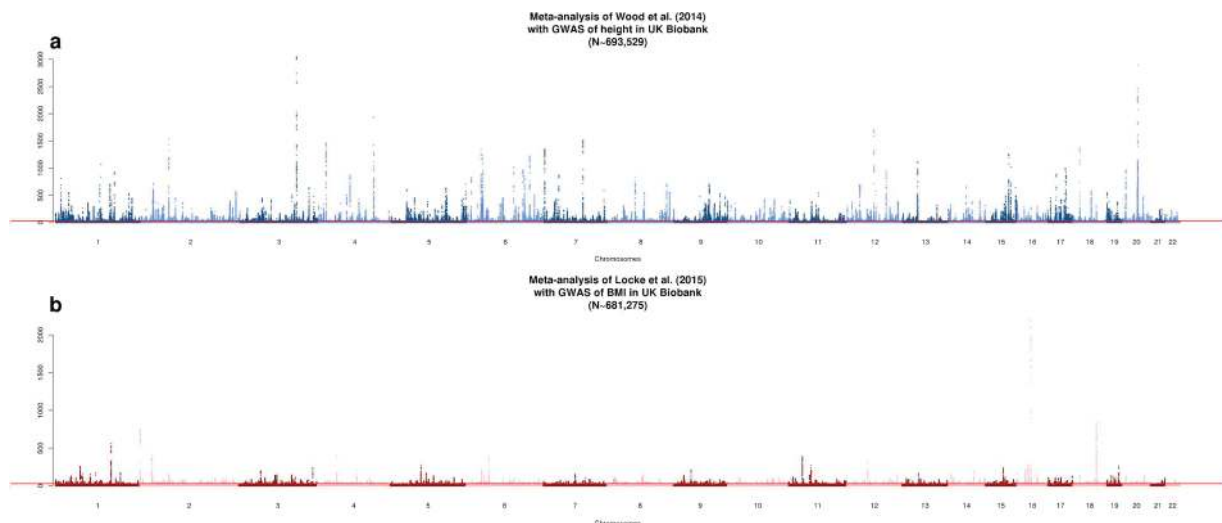 Meta-analysis of Wood et al. (2014)
with GWAS of height in UK Biobank
(N~693,529)
a
3000
2500
2000
1500
1000
500
0
1 2 3 4 5 6 7 8 9 10 11 12 13 14 15 16 17 18 19 20 21 22
Chromosomes
Meta-analysis of Locke et al. (2015)
with GWAS of BMI in UK Biobank
(N~681,275)
b
2000
1500
1000
500
0
1 2 3 4 5 6 7 8 9 10 11 12 13 14 15 16 17 18 19 20 21 22
Chromosomes